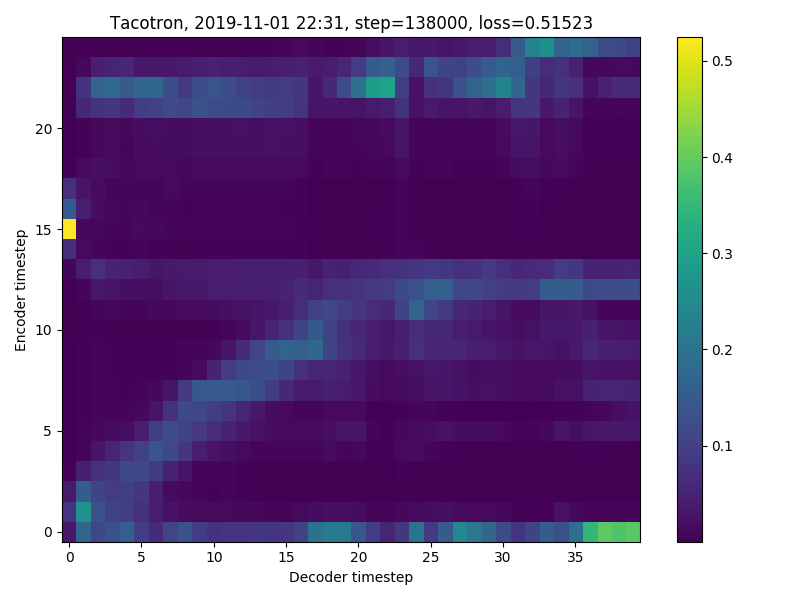 Tacotron, 2019-11-01 22:31, step=138000, loss=0.51523
Encoder timestep
20
15
10
5
0
0 5 10 15 20 25 30 35
Decoder timestep
0.5
0.4
0.3
0.2
0.1